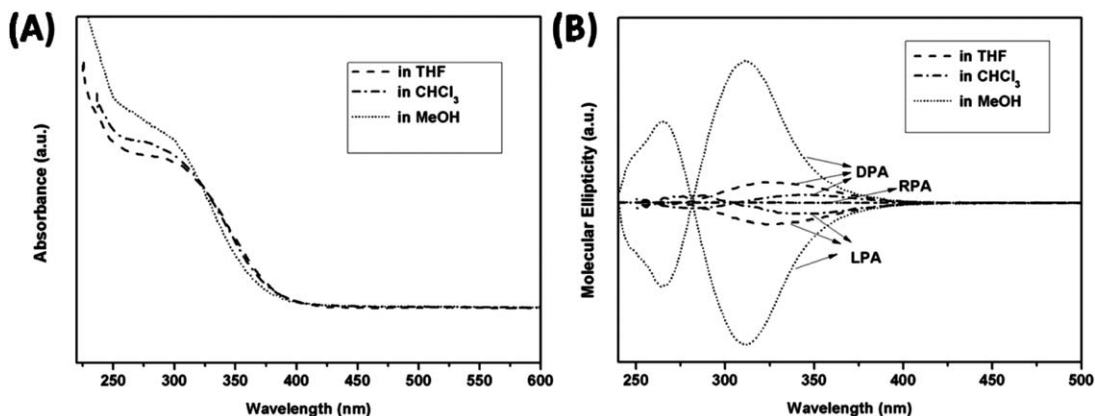 (A)
Absorbance (a.u.)
in THF
in CHCl₃
in MeOH
250 300 350 400 450 500 550 600
Wavelength (nm)
(B)
Molecular Ellipticity (a.u.)
in THF
in CHCl₃
in MeOH
DPA
RPA
LPA
250 300 350 400 450 500
Wavelength (nm)